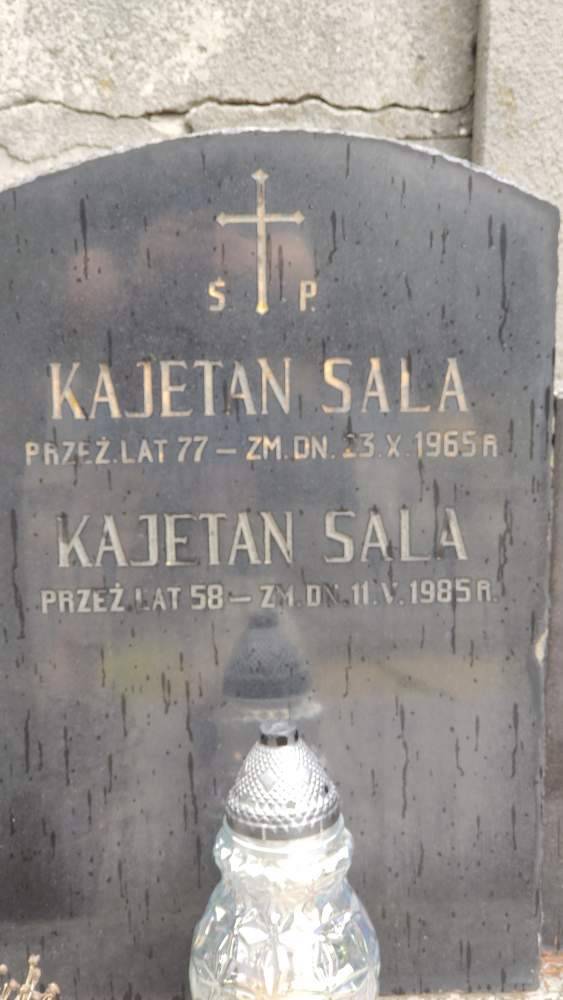 Ś. P.
KAJETAN SALA
PRZEŻ.LAT 77 – ZM.DN. 23.X.1965 R.
KAJETAN SALA
PRZEŻ.LAT 58 – ZM.DN.11.V.1985 R.